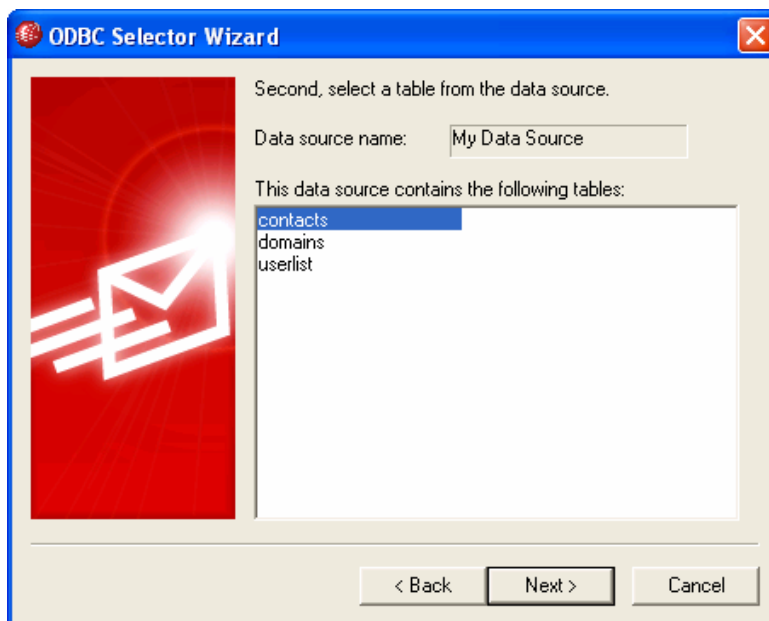 ODBC Selector Wizard
Second, select a table from the data source.
Data source name: My Data Source
This data source contains the following tables:
contacts
domains
userlist
< Back Next > Cancel